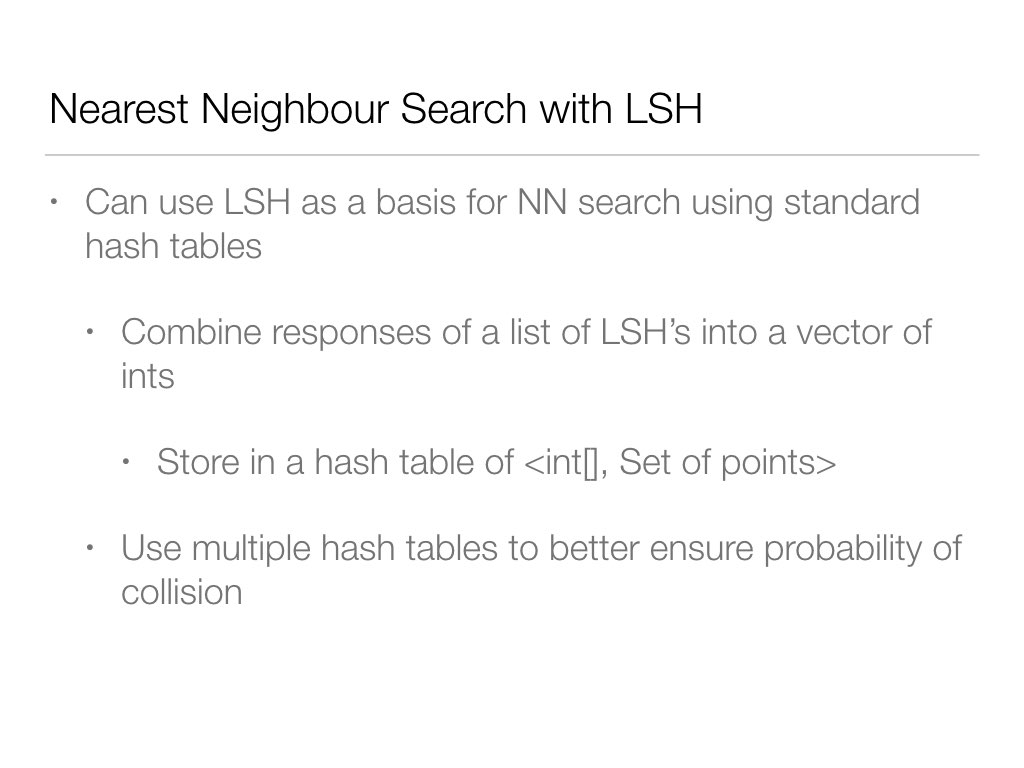 Nearest Neighbour Search with LSH
• Can use LSH as a basis for NN search using standard
hash tables
• Combine responses of a list of LSH’s into a vector of
ints
• Store in a hash table of <int[], Set of points>
• Use multiple hash tables to better ensure probability of
collision